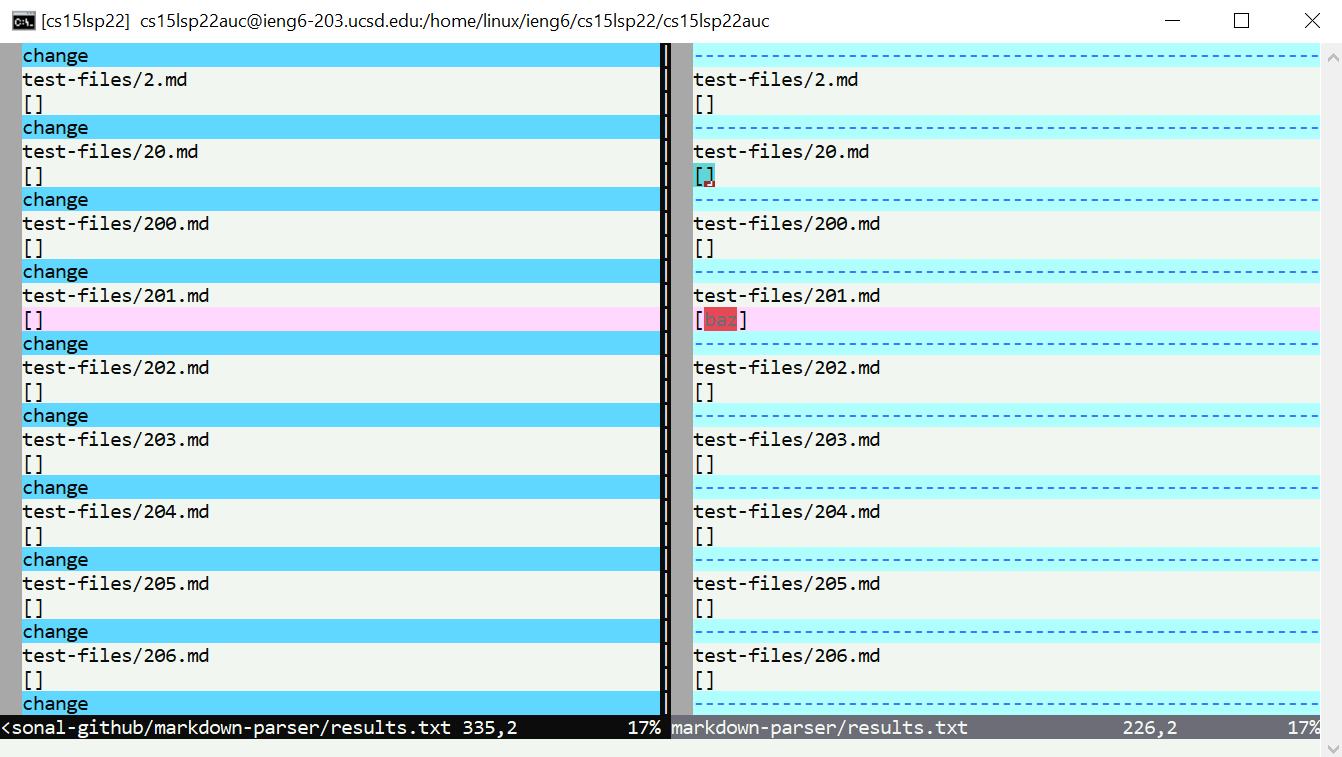 [cs15lsp22] cs15lsp22auc@ieng6-203.ucsd.edu:/home/linux/ieng6/cs15lsp22/cs15lsp22auc
change
test-files/2.md
[]
change
test-files/20.md
[]
change
test-files/200.md
[]
change
test-files/201.md
[]
change
test-files/202.md
[]
change
test-files/203.md
[]
change
test-files/204.md
[]
change
test-files/205.md
[]
change
test-files/206.md
[]
change
<sonal-github/markdown-parser/results.txt 335,2 17%
---------------------------------------------------------
test-files/2.md
[]
---------------------------------------------------------
test-files/20.md
[]
---------------------------------------------------------
test-files/200.md
[]
---------------------------------------------------------
test-files/201.md
[baz]
---------------------------------------------------------
test-files/202.md
[]
---------------------------------------------------------
test-files/203.md
[]
---------------------------------------------------------
test-files/204.md
[]
---------------------------------------------------------
test-files/205.md
[]
---------------------------------------------------------
test-files/206.md
[]
---------------------------------------------------------
markdown-parser/results.txt 226,2 17%